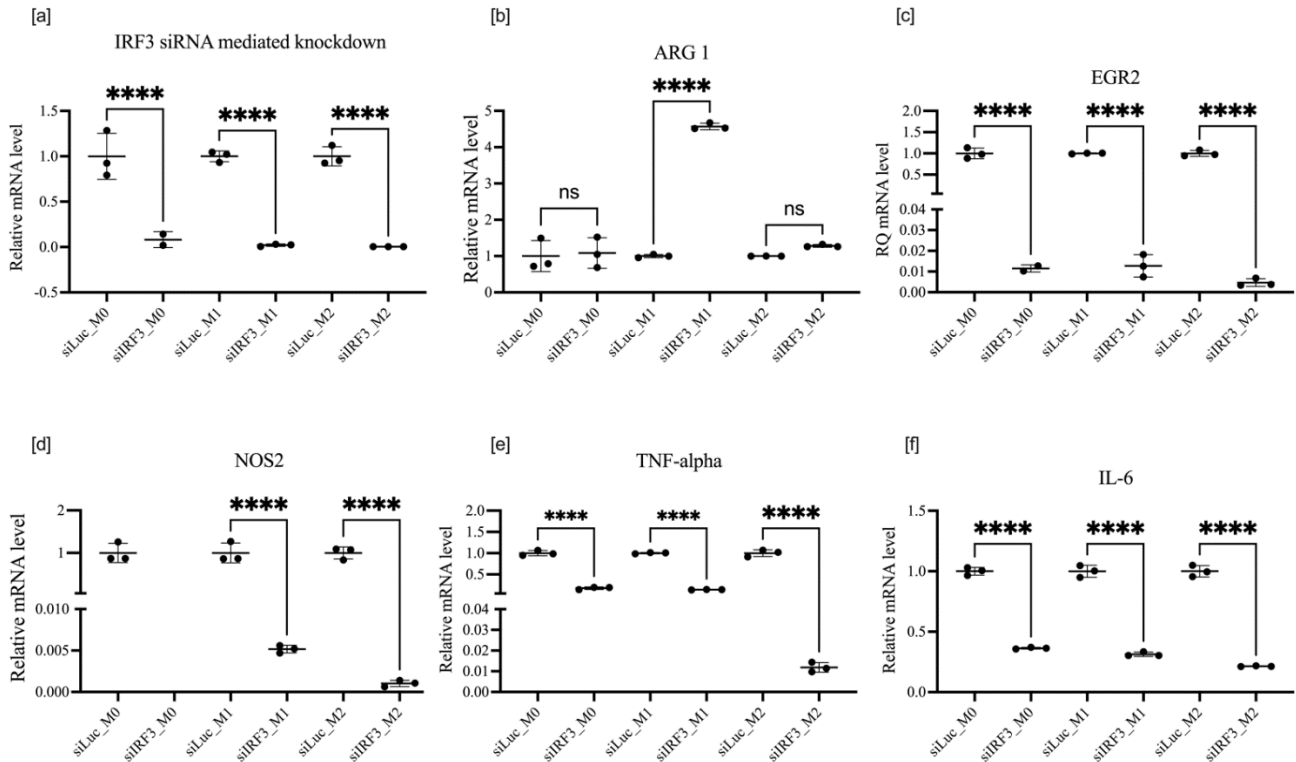 [a]
IRF3 siRNA mediated knockdown
**** **** ****
Relative mRNA level
1.5
1.0
0.5
0.0
-0.5
siLuc_M0 siIRF3_M0 siLuc_M1 siIRF3_M1 siLuc_M2 siIRF3_M2
[b]
ARG 1
****
ns
ns
Relative mRNA level
5
4
2
1
0
siLuc_M0 siIRF3_M0 siLuc_M1 siIRF3_M1 siLuc_M2 siIRF3_M2
[c]
EGR2
**** **** ****
RQ mRNA level
2.0
1.5
1.0
0.5
0.04
0.03
0.02
0.01
0.00
siLuc_M0 siIRF3_M0 siLuc_M1 siIRF3_M1 siLuc_M2 siIRF3_M2
[d]
NOS2
**** ****
Relative mRNA level
2
1
0.010
0.005
0.000
siLuc_M0 siIRF3_M0 siLuc_M1 siIRF3_M1 siLuc_M2 siIRF3_M2
[e]
TNF-alpha
**** **** ****
Relative mRNA level
2.0
1.5
1.0
0.5
0.04
0.03
0.02
0.01
0.00
siLuc_M0 siIRF3_M0 siLuc_M1 siIRF3_M1 siLuc_M2 siIRF3_M2
[f]
IL-6
**** **** ****
Relative mRNA level
1.5
1.0
0.5
0.0
siLuc_M0 siIRF3_M0 siLuc_M1 siIRF3_M1 siLuc_M2 siIRF3_M2